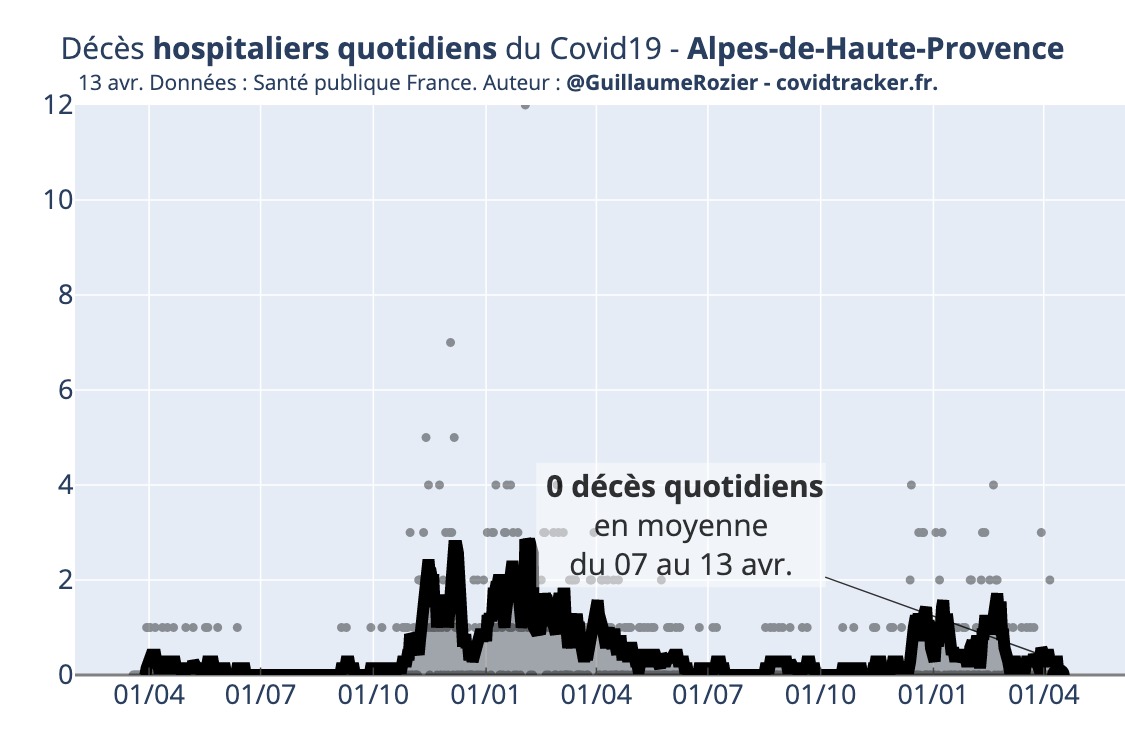 Décès hospitaliers quotidiens du Covid19 - Alpes-de-Haute-Provence
13 avr. Données : Santé publique France. Auteur : @GuillaumeRozier - covidtracker.fr.
12
10
8
6
4
2
0
0 décès quotidiens
en moyenne
du 07 au 13 avr.
01/04 01/07 01/10 01/01 01/04 01/07 01/10 01/01 01/04